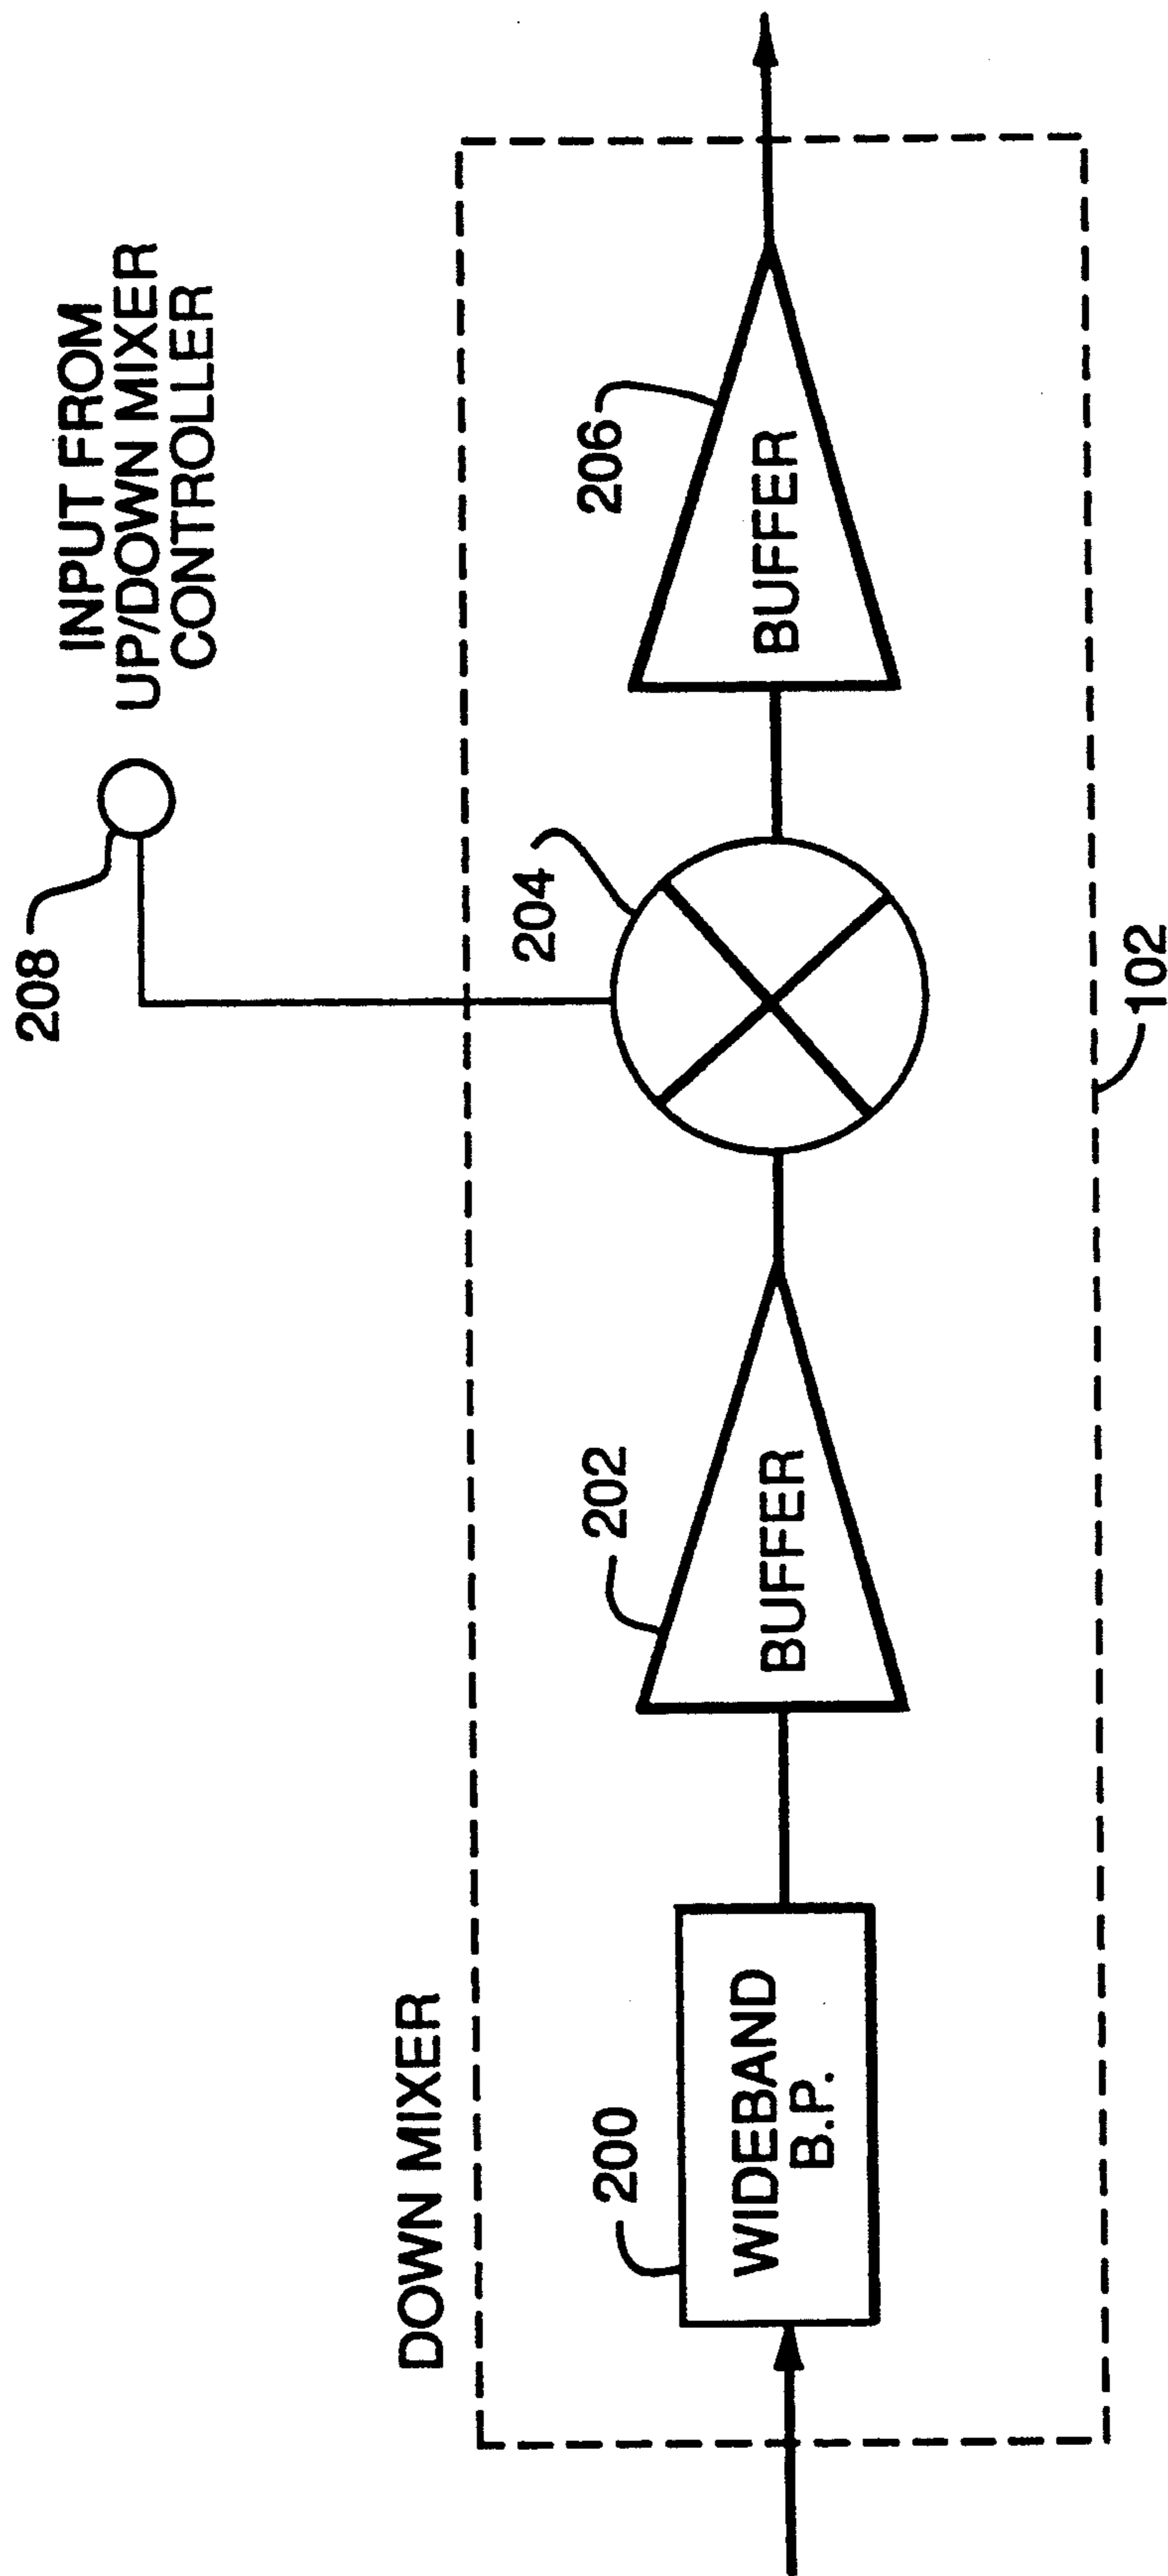 INPUT FROM
UP/DOWN MIXER
CONTROLLER
208
DOWN MIXER
200
WIDEBAND
B.P.
202
BUFFER
204
206
BUFFER
102